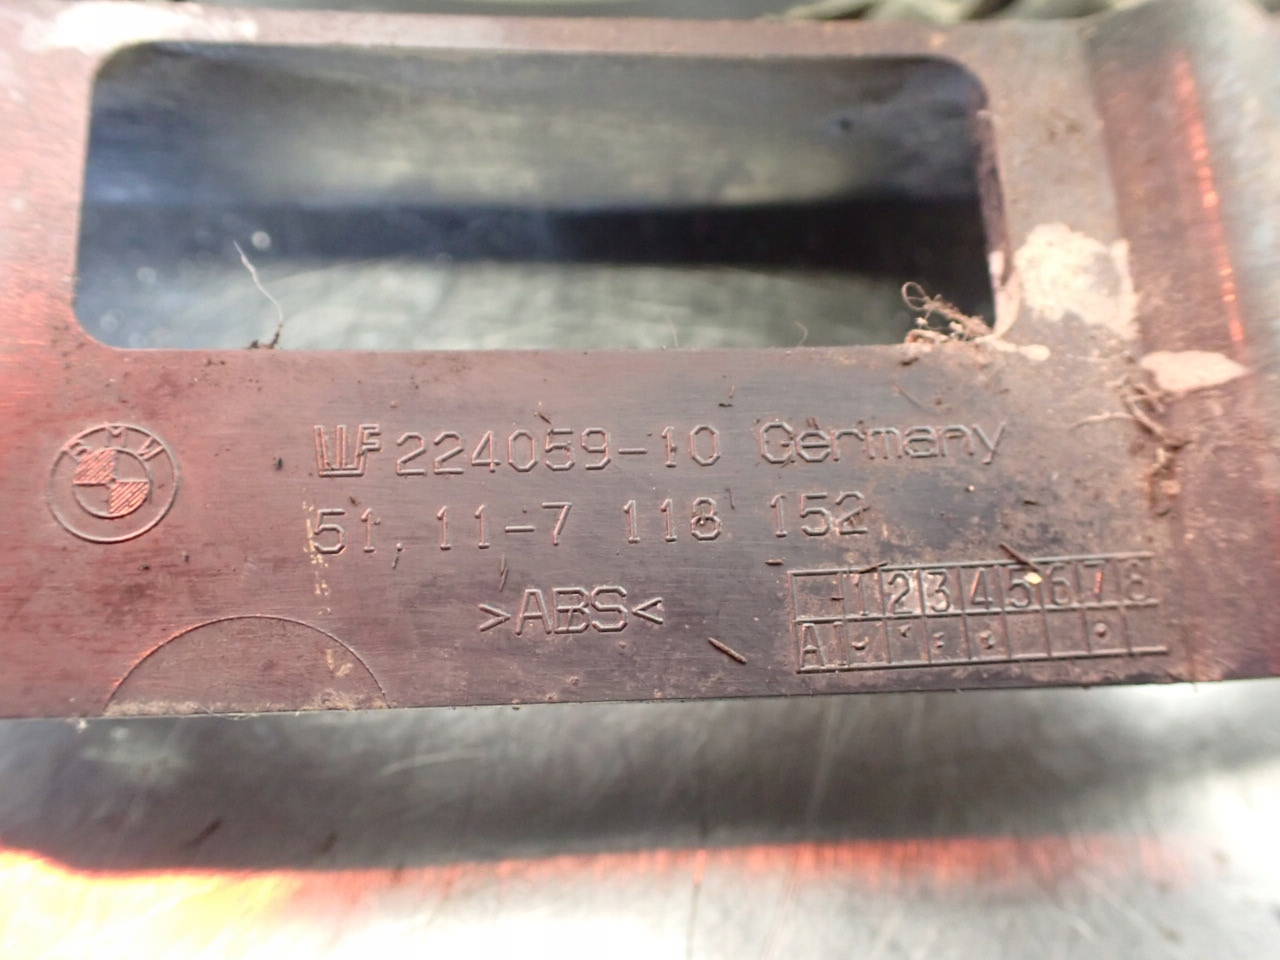 BMW
WF 224059-10 Germany
51.11-7 118 152
>ABS<
1 2 3 4 5 6 7 8
A